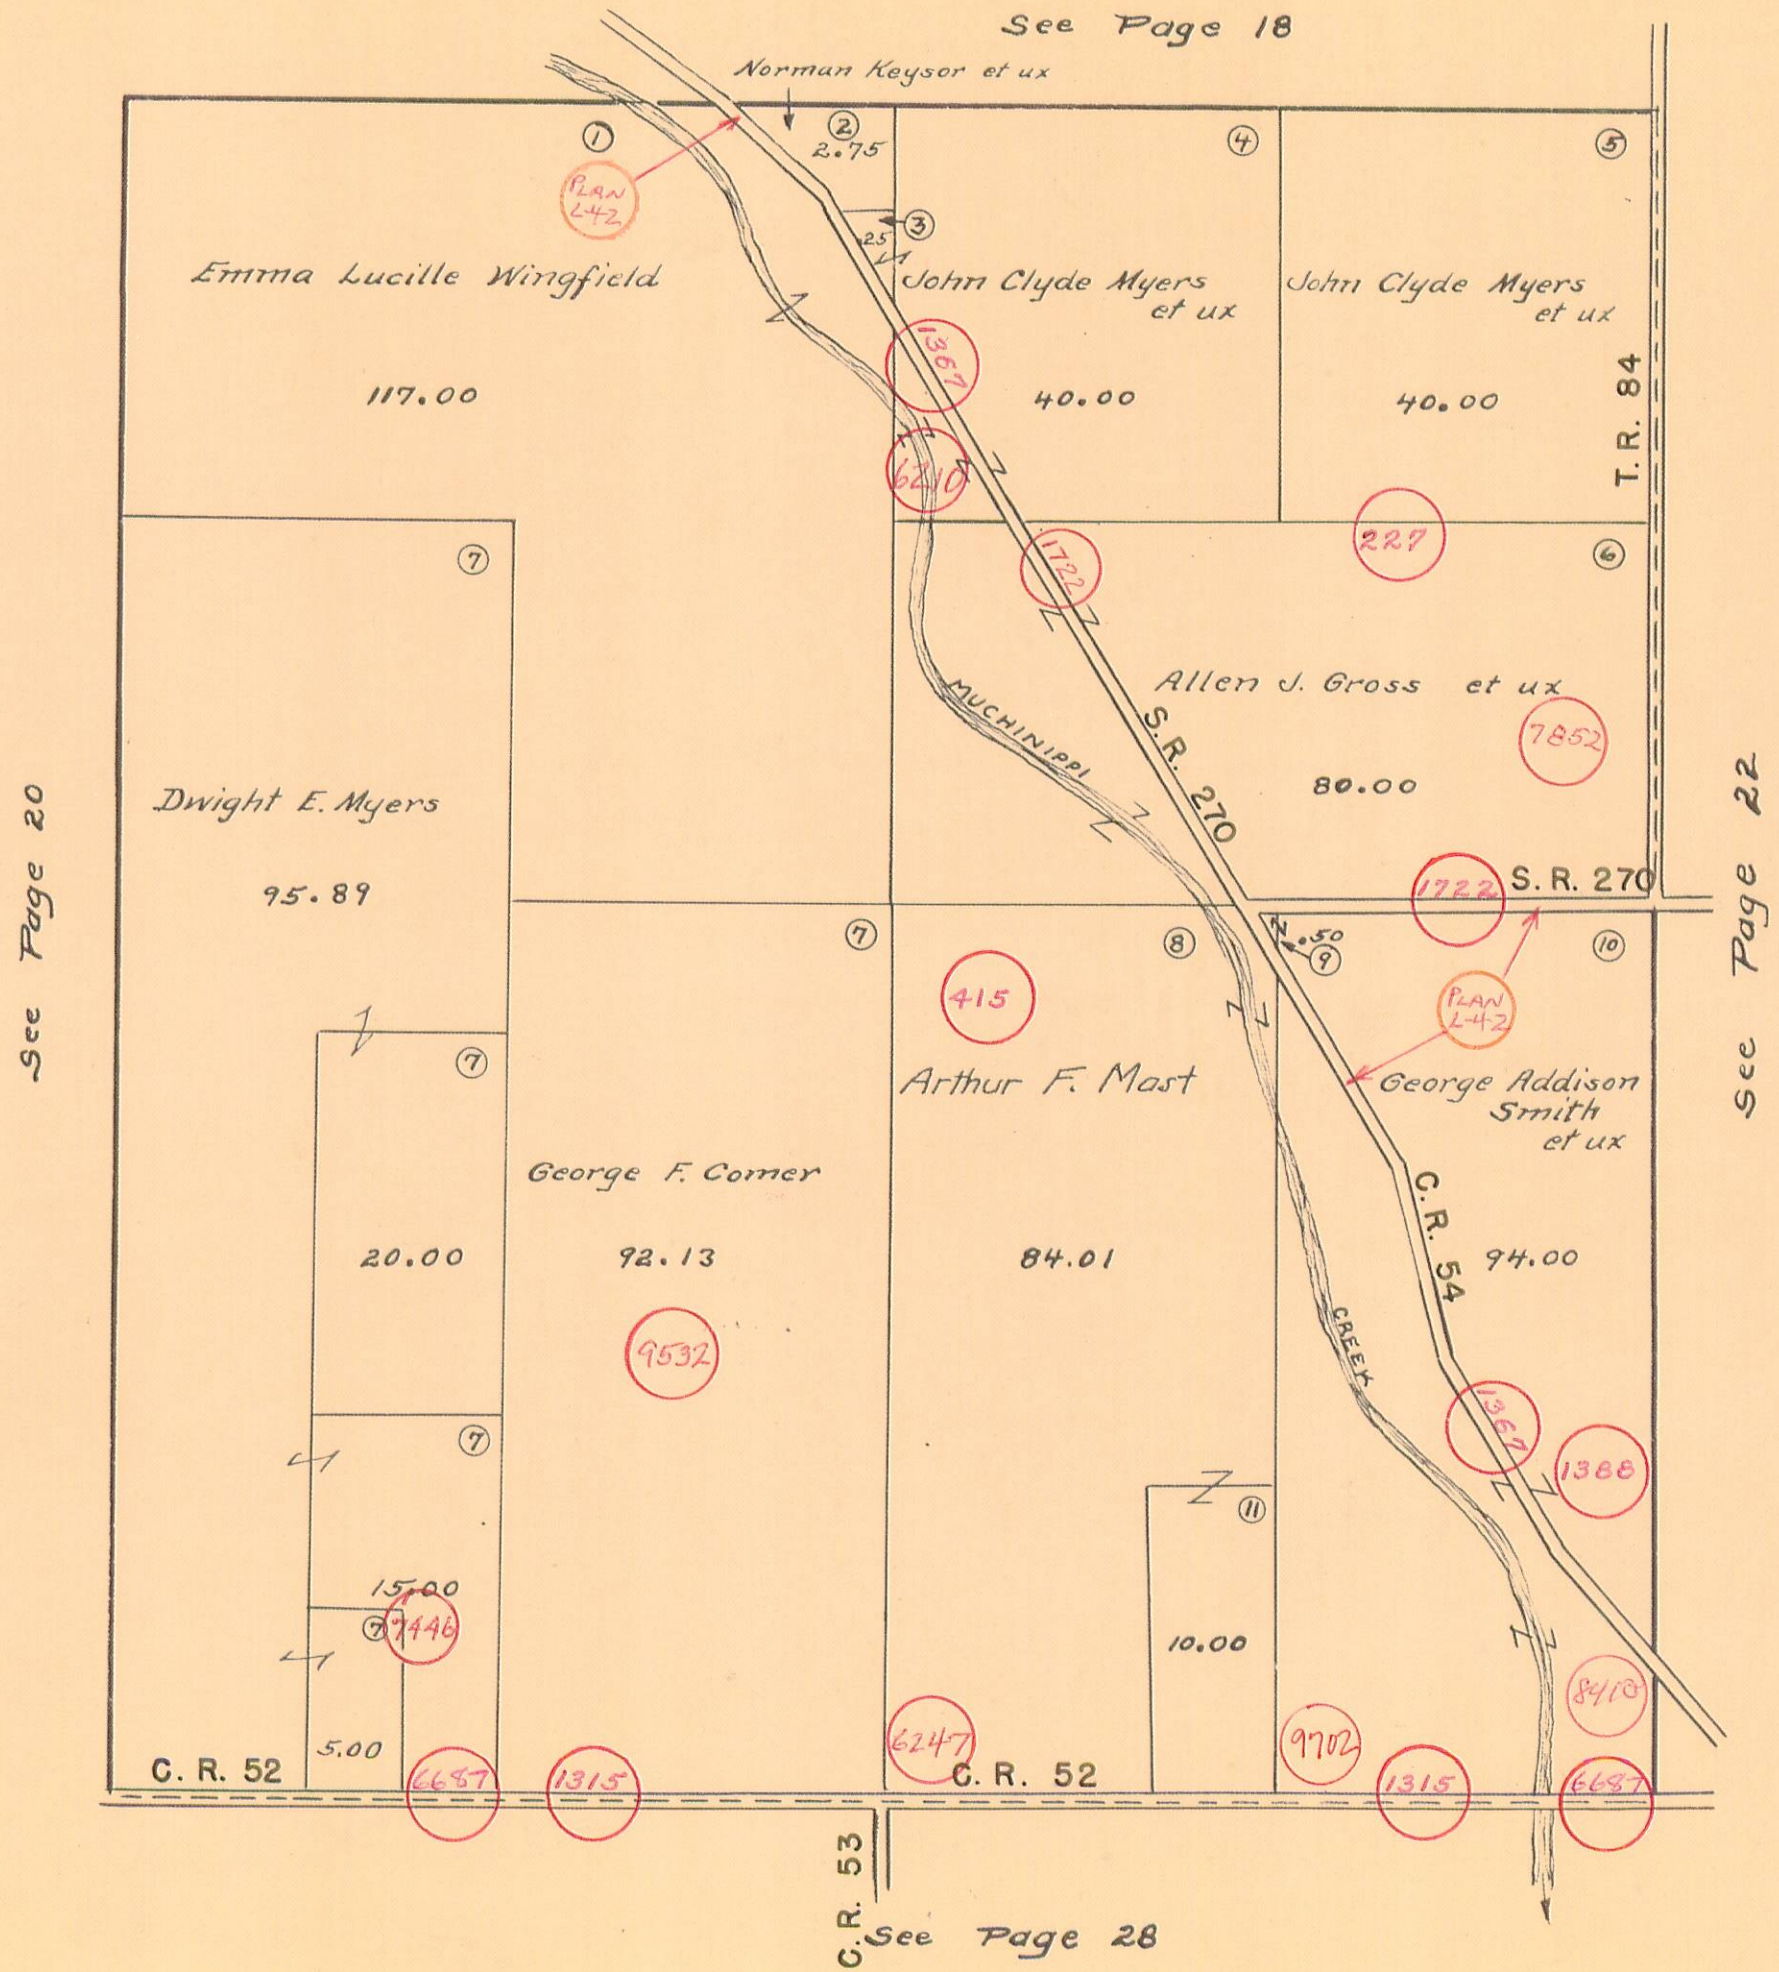 See Page 18
Norman Keysor et ux
1
2
2.75
4
5
PLAN
L-42
3
.25
Emma Lucille Wingfield
John Clyde Myers
et ux
John Clyde Myers
et ux
117.00
1367
40.00
40.00
T. R. 84
6210
227
7
1722
6
Allen J. Gross et ux
7852
MUCHINIPPI
S. R. 270
80.00
See Page 20
Dwight E. Myers
95.89
See Page 22
1722
S. R. 270
7
8
.50
9
10
415
PLAN
L-42
7
Arthur F. Mast
George Addison
Smith
et ux
George F. Comer
C. R. 54
20.00
92.13
84.01
94.00
CREEK
9532
1367
7
1388
11
15.00
7
7446
10.00
5.00
6247
9702
C. R. 52
6687
1315
C. R. 52
1315
6687
C. R. 53
See Page 28